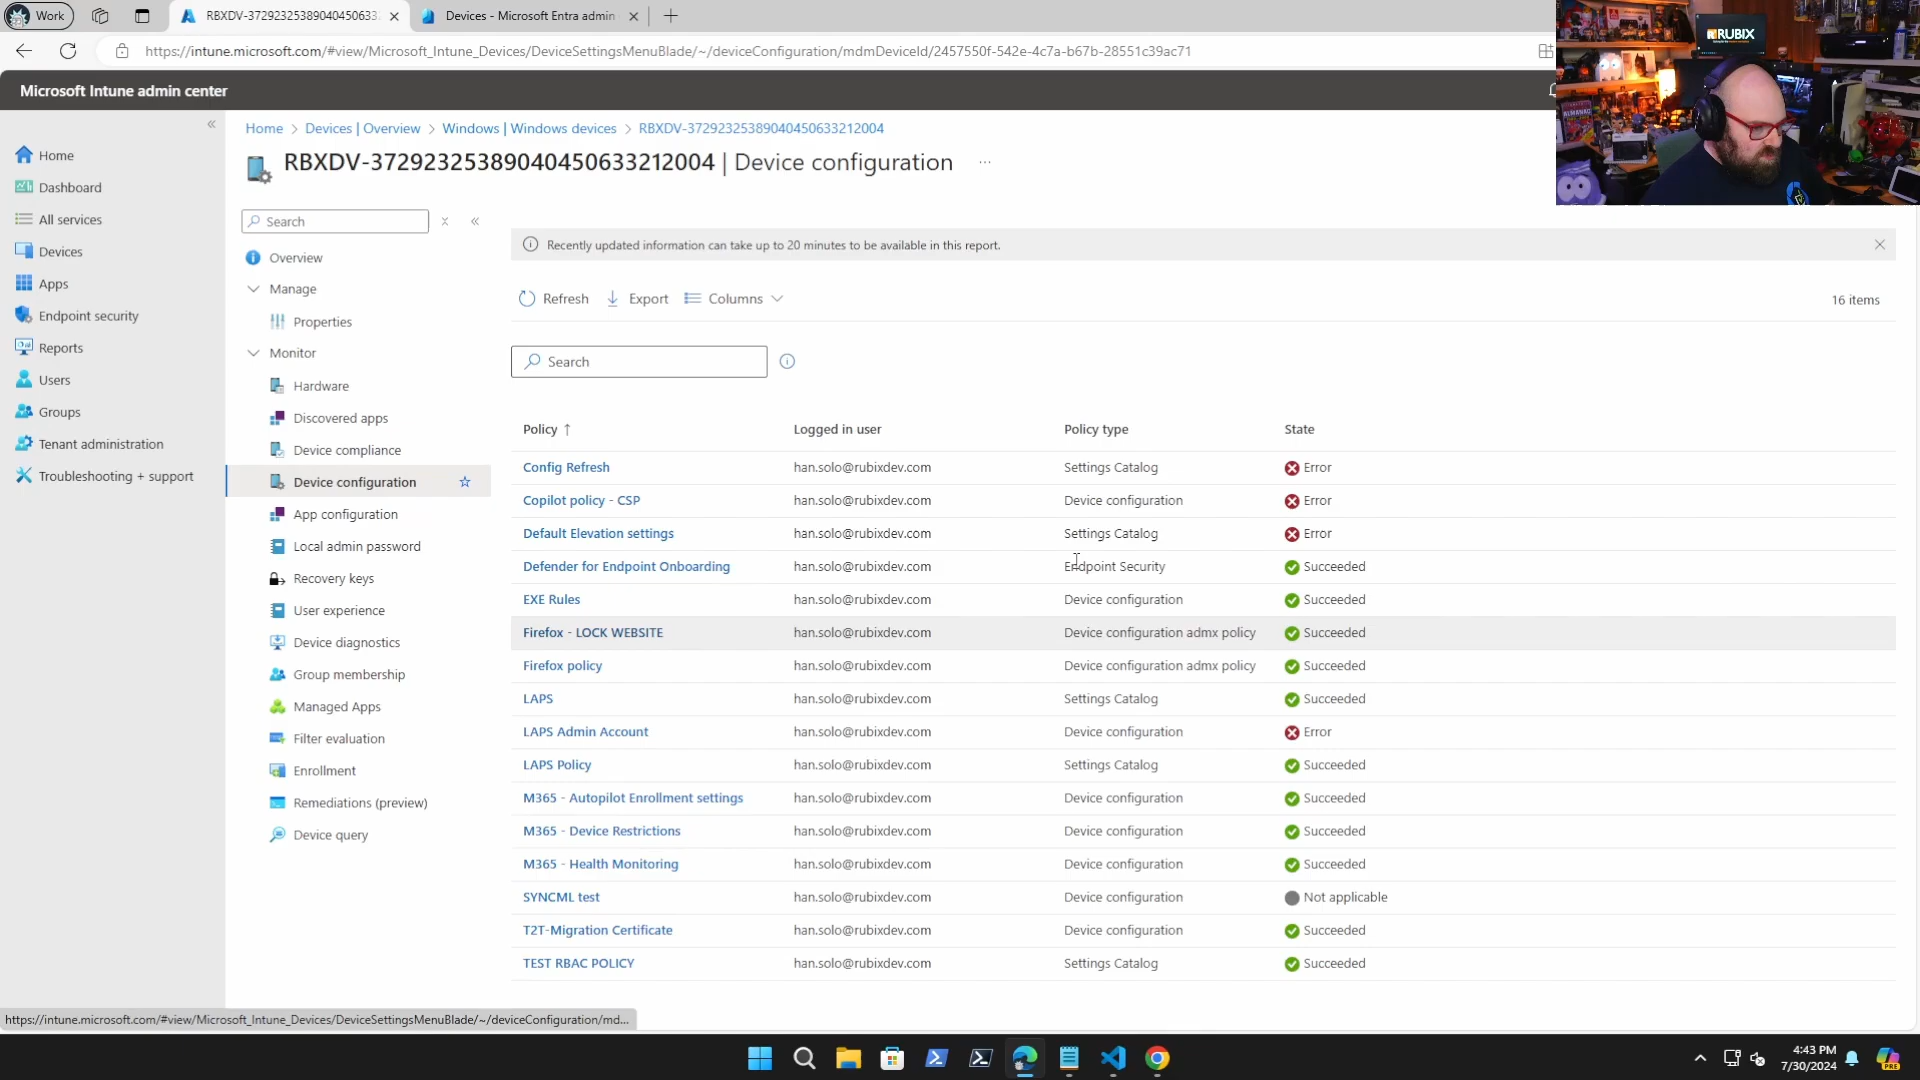 Work
RBXDV-3729232538904045063321
Devices - Microsoft Entra admin
https://intune.microsoft.com/#view/Microsoft_Intune_Devices/DeviceSettingsMenuBlade/~/deviceConfiguration/mdmDeviceId/2457550f-542e-4c7a-b67b-28551c39ac71
RUBIX
Microsoft Intune admin center
Home
Dashboard
All services
Devices
Apps
Endpoint security
Reports
Users
Groups
Tenant administration
Troubleshooting + support
Home > Devices | Overview > Windows | Windows devices > RBXDV-37292325389040450633212004
RBXDV-37292325389040450633212004 | Device configuration ...
Search
Overview
Manage
Properties
Monitor
Hardware
Discovered apps
Device compliance
Device configuration
App configuration
Local admin password
Recovery keys
User experience
Device diagnostics
Group membership
Managed Apps
Filter evaluation
Enrollment
Remediations (preview)
Device query
Recently updated information can take up to 20 minutes to be available in this report.
Refresh Export Columns 16 items
Search
Policy ↑ Logged in user Policy type State
Config Refresh han.solo@rubixdev.com Settings Catalog Error
Copilot policy - CSP han.solo@rubixdev.com Device configuration Error
Default Elevation settings han.solo@rubixdev.com Settings Catalog Error
Defender for Endpoint Onboarding han.solo@rubixdev.com Endpoint Security Succeeded
EXE Rules han.solo@rubixdev.com Device configuration Succeeded
Firefox - LOCK WEBSITE han.solo@rubixdev.com Device configuration admx policy Succeeded
Firefox policy han.solo@rubixdev.com Device configuration admx policy Succeeded
LAPS han.solo@rubixdev.com Settings Catalog Succeeded
LAPS Admin Account han.solo@rubixdev.com Device configuration Error
LAPS Policy han.solo@rubixdev.com Settings Catalog Succeeded
M365 - Autopilot Enrollment settings han.solo@rubixdev.com Device configuration Succeeded
M365 - Device Restrictions han.solo@rubixdev.com Device configuration Succeeded
M365 - Health Monitoring han.solo@rubixdev.com Device configuration Succeeded
SYNCML test han.solo@rubixdev.com Device configuration Not applicable
T2T-Migration Certificate han.solo@rubixdev.com Device configuration Succeeded
TEST RBAC POLICY han.solo@rubixdev.com Settings Catalog Succeeded
https://intune.microsoft.com/#view/Microsoft_Intune_Devices/DeviceSettingsMenuBlade/~/deviceConfiguration/md...
4:43 PM
7/30/2024
PRE